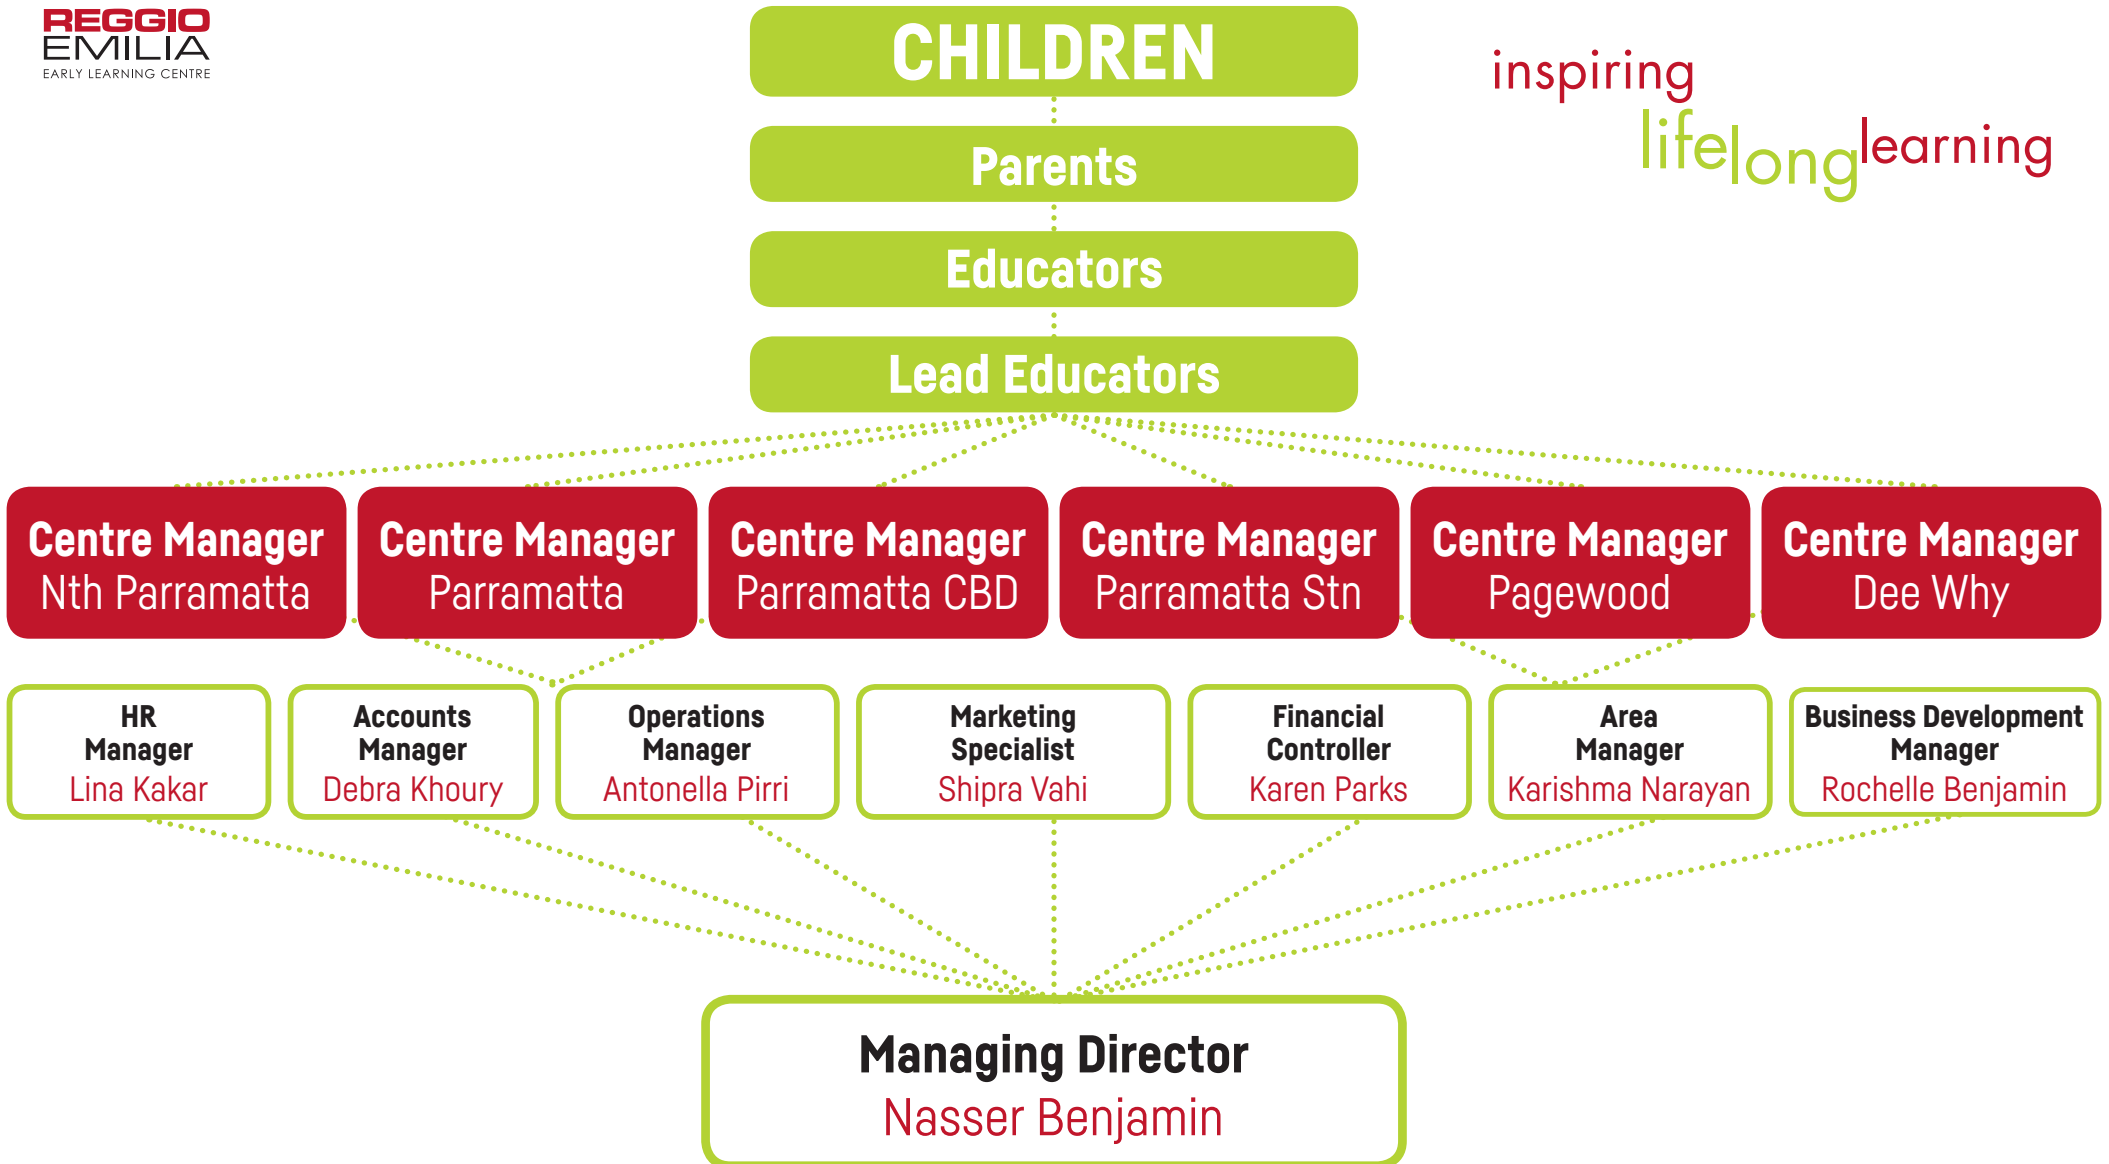 REGGIO
EMILIA
EARLY LEARNING CENTRE
CHILDREN
inspiring
lifelonglearning
Parents
Educators
Lead Educators
Centre Manager
Nth Parramatta
Centre Manager
Parramatta
Centre Manager
Parramatta CBD
Centre Manager
Parramatta Stn
Centre Manager
Pagewood
Centre Manager
Dee Why
HR
Manager
Lina Kakar
Accounts
Manager
Debra Khoury
Operations
Manager
Antonella Pirri
Marketing
Specialist
Shipra Vahi
Financial
Controller
Karen Parks
Area
Manager
Karishma Narayan
Business Development
Manager
Rochelle Benjamin
Managing Director
Nasser Benjamin